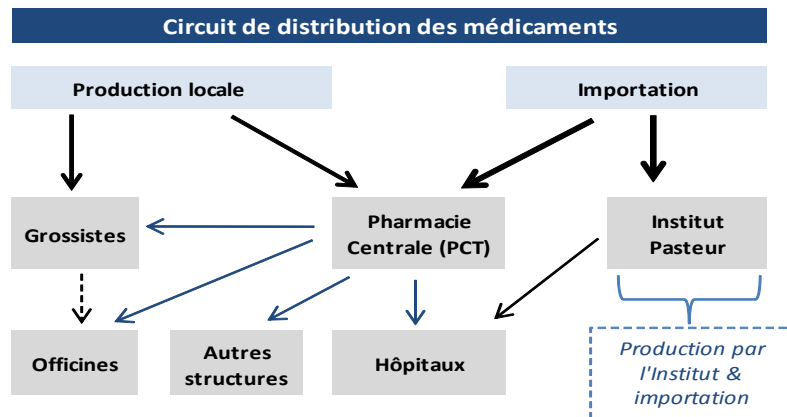 Circuit de distribution des médicaments
Production locale
Importation
Grossistes
Pharmacie
Centrale (PCT)
Institut
Pasteur
Officines
Autres
structures
Hôpitaux
Production par
l'Institut &
importation